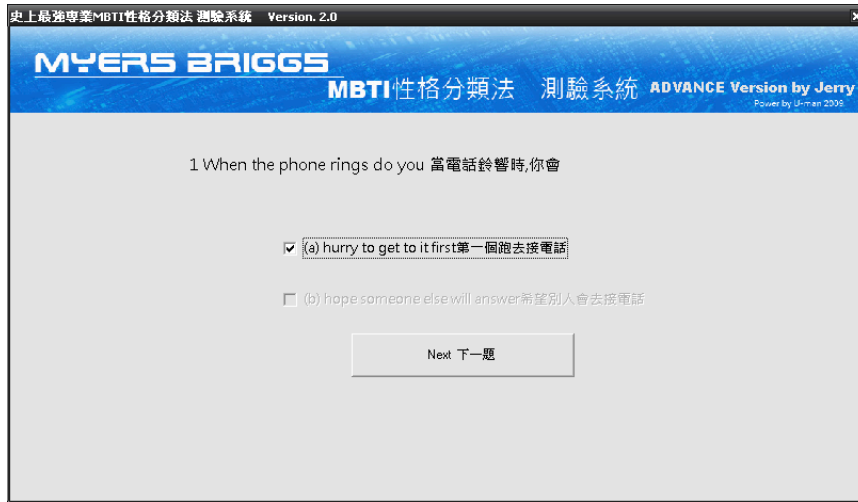 史上最強專業MBTI性格分類法 測驗系統 Version. 2.0
MYERS BRIGGS
MBTI性格分類法 測驗系統 ADVANCE Version by Jerry
Power by U-man 2009
1 When the phone rings do you 當電話鈴響時,你會
(a) hurry to get to it first第一個跑去接電話
(b) hope someone else will answer希望別人會去接電話
Next 下一題